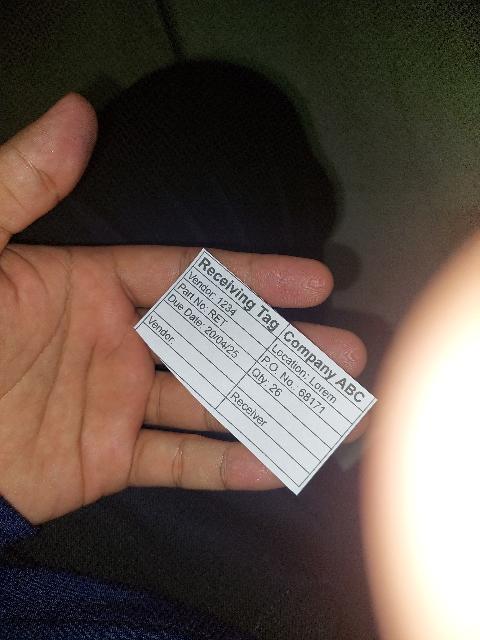 Receiving Tag Company ABC
Vendor: 1234 Location: Lorem
Part No: RET P.O. No.: 68171
Due Date: 20/04/25 Qty: 26
Vendor. Receiver